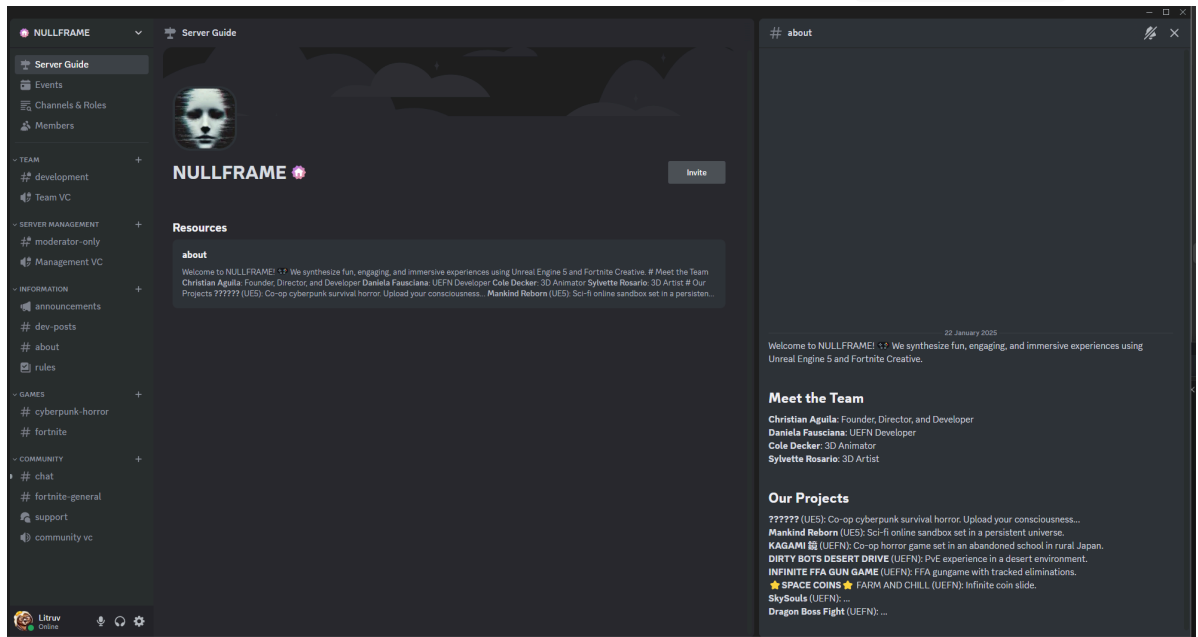 NULLFRAME
Server Guide
Events
Channels & Roles
Members
TEAM
development
Team VC
SERVER MANAGEMENT
moderator-only
Management VC
INFORMATION
announcements
dev-posts
about
rules
GAMES
cyberpunk-horror
fortnite
COMMUNITY
chat
fortnite-general
support
community vc
Litruv
Online
Server Guide
NULLFRAME
Invite
Resources
about
Welcome to NULLFRAME! We synthesize fun, engaging, and immersive experiences using Unreal Engine 5 and Fortnite Creative. # Meet the Team
Christian Aguila: Founder, Director, and Developer Daniela Fausciana: UEFN Developer Cole Decker: 3D Animator Sylvette Rosario: 3D Artist # Our
Projects ?????? (UE5): Co-op cyberpunk survival horror. Upload your consciousness... Mankind Reborn (UE5): Sci-fi online sandbox set in a persisten...
# about
22 January 2025
Welcome to NULLFRAME! We synthesize fun, engaging, and immersive experiences using
Unreal Engine 5 and Fortnite Creative.
Meet the Team
Christian Aguila: Founder, Director, and Developer
Daniela Fausciana: UEFN Developer
Cole Decker: 3D Animator
Sylvette Rosario: 3D Artist
Our Projects
?????? (UE5): Co-op cyberpunk survival horror. Upload your consciousness...
Mankind Reborn (UE5): Sci-fi online sandbox set in a persistent universe.
KAGAMI 鏡 (UEFN): Co-op horror game set in an abandoned school in rural Japan.
DIRTY BOTS DESERT DRIVE (UEFN): PvE experience in a desert environment.
INFINITE FFA GUN GAME (UEFN): FFA gungame with tracked eliminations.
⭐ SPACE COINS ⭐ FARM AND CHILL (UEFN): Infinite coin slide.
SkySouls (UEFN): ...
Dragon Boss Fight (UEFN): ...